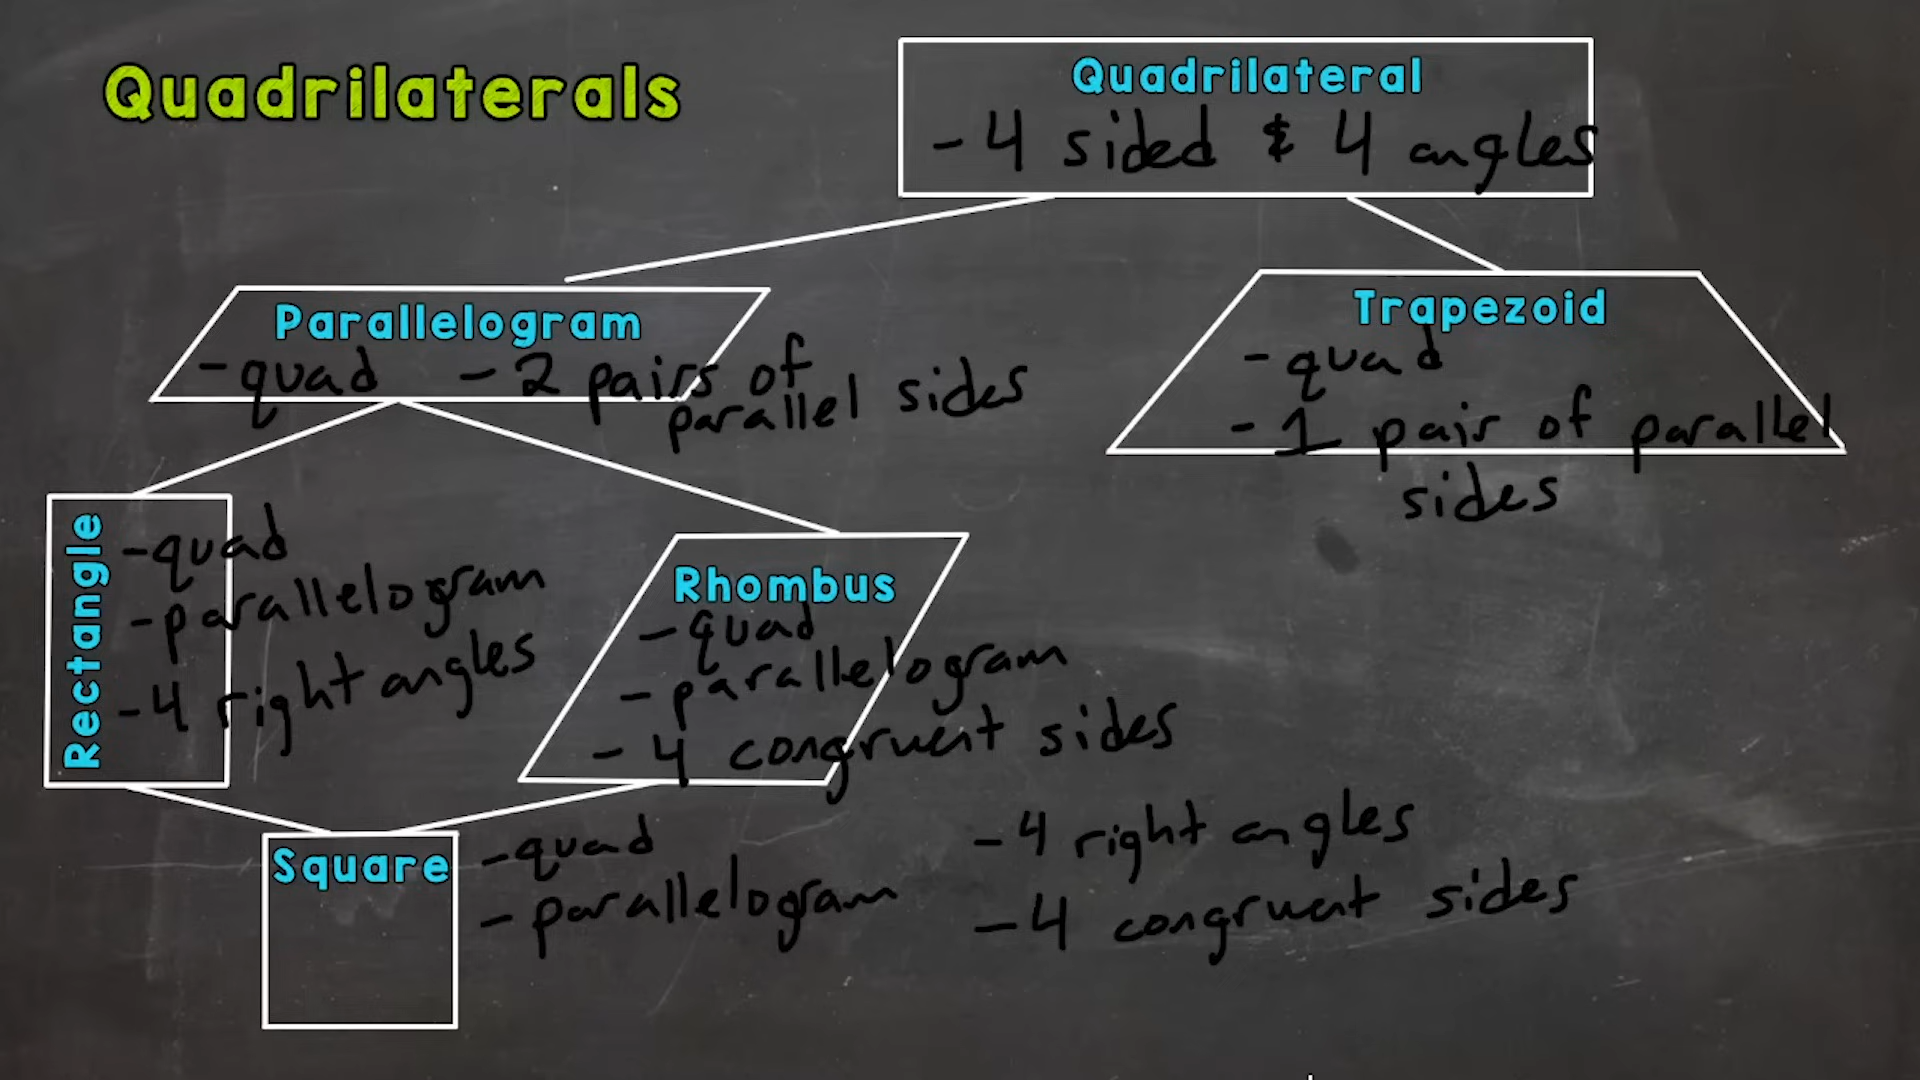 Quadrilaterals
Quadrilateral
- 4 sided & 4 angles
Parallelogram
- quad - 2 pairs of
parallel sides
Trapezoid
- quad
- 1 pair of parallel
sides
Rectangle
- quad
- parallelogram
- 4 right angles
Rhombus
- quad
- parallelogram
- 4 congruent sides
Square
- quad
- parallelogram
- 4 right angles
- 4 congruent sides